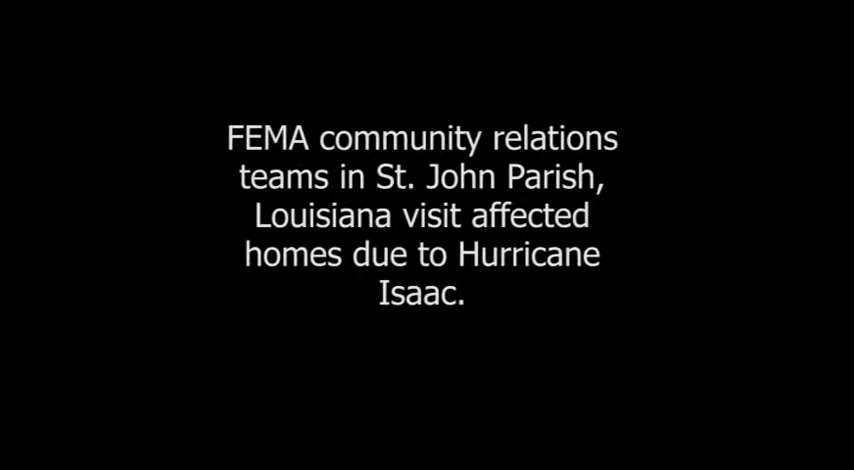 FEMA community relations
teams in St. John Parish,
Louisiana visit affected
homes due to Hurricane
Isaac.